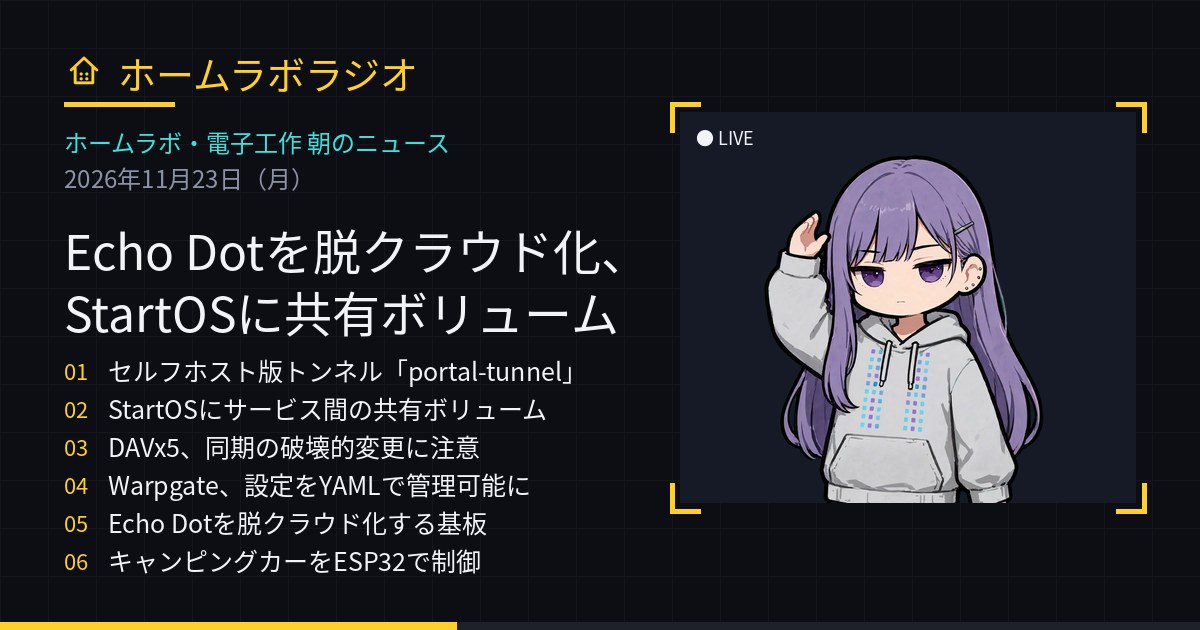 ホームラボラジオ
ホームラボ・電子工作 朝のニュース
2026年11月23日（月）
Echo Dotを脱クラウド化、
StartOSに共有ボリューム
01 セルフホスト版トンネル「portal-tunnel」
02 StartOSにサービス間の共有ボリューム
03 DAVx5、同期の破壊的変更に注意
04 Warpgate、設定をYAMLで管理可能に
05 Echo Dotを脱クラウド化する基板
06 キャンピングカーをESP32で制御
LIVE